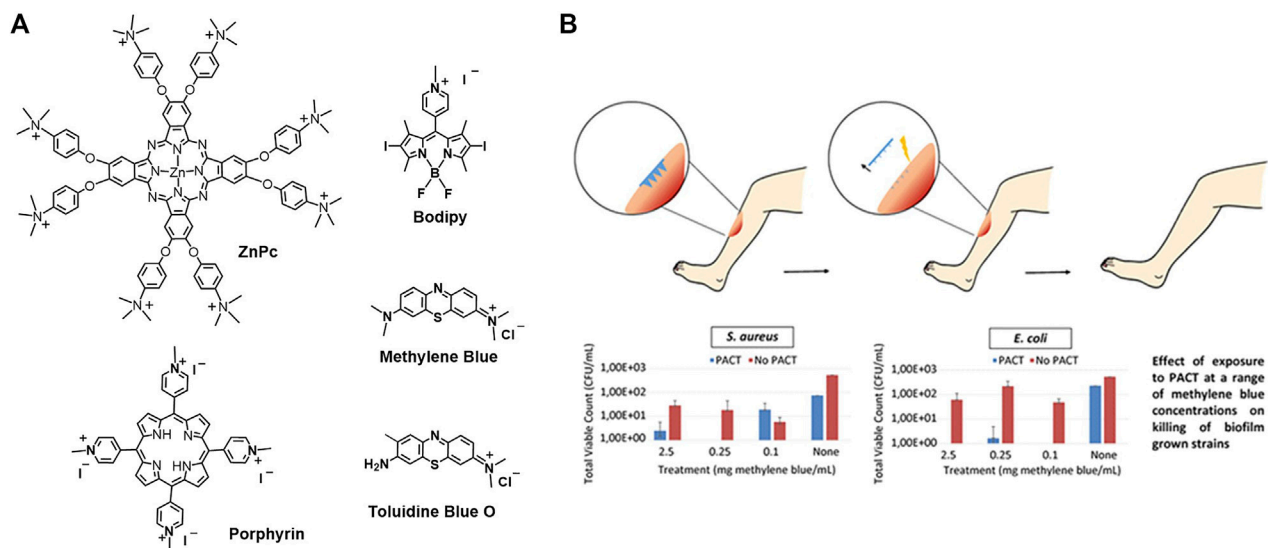 A
ZnPc
Bodipy
Methylene Blue
Toluidine Blue O
Porphyrin
N
+
N
+
N
+
N
+
N
+
N
+
N
+
N
+
O
O
O
O
O
O
O
O
N
N
N
N
N
N
N
N
Zn
N
+
I −
I
I
N
N
B
F
F
N
N
S
N
+
Cl −
N
H2N
S
N
+
Cl −
N
+
I −
N
+
I −
N
+
I −
N
+
I −
NH
N
N
HN
B
S. aureus
PACT
No PACT
Total Viable Count (CFU/mL)
1,00E+03
1,00E+02
1,00E+01
1,00E+00
2.5 0.25 0.1 None
Treatment (mg methylene blue/mL)
E. coli
PACT
No PACT
Total Viable Count (CFU/mL)
1,00E+03
1,00E+02
1,00E+01
1,00E+00
2.5 0.25 0.1 None
Treatment (mg methylene blue/mL)
Effect of exposure
to PACT at a range
of methylene blue
concentrations on
killing of biofilm
grown strains